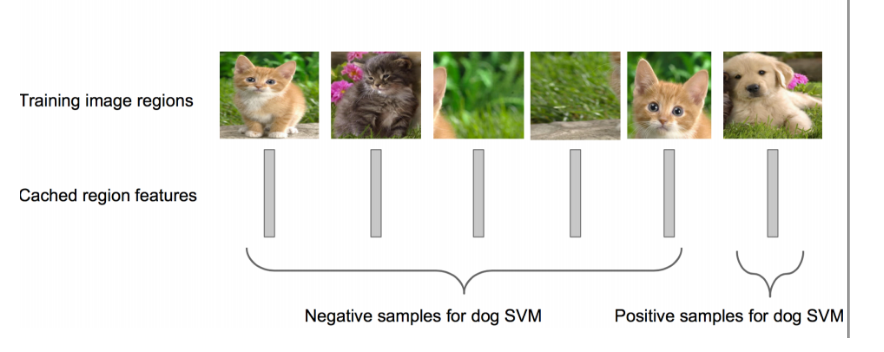 Training image regions
Cached region features
Negative samples for dog SVM
Positive samples for dog SVM